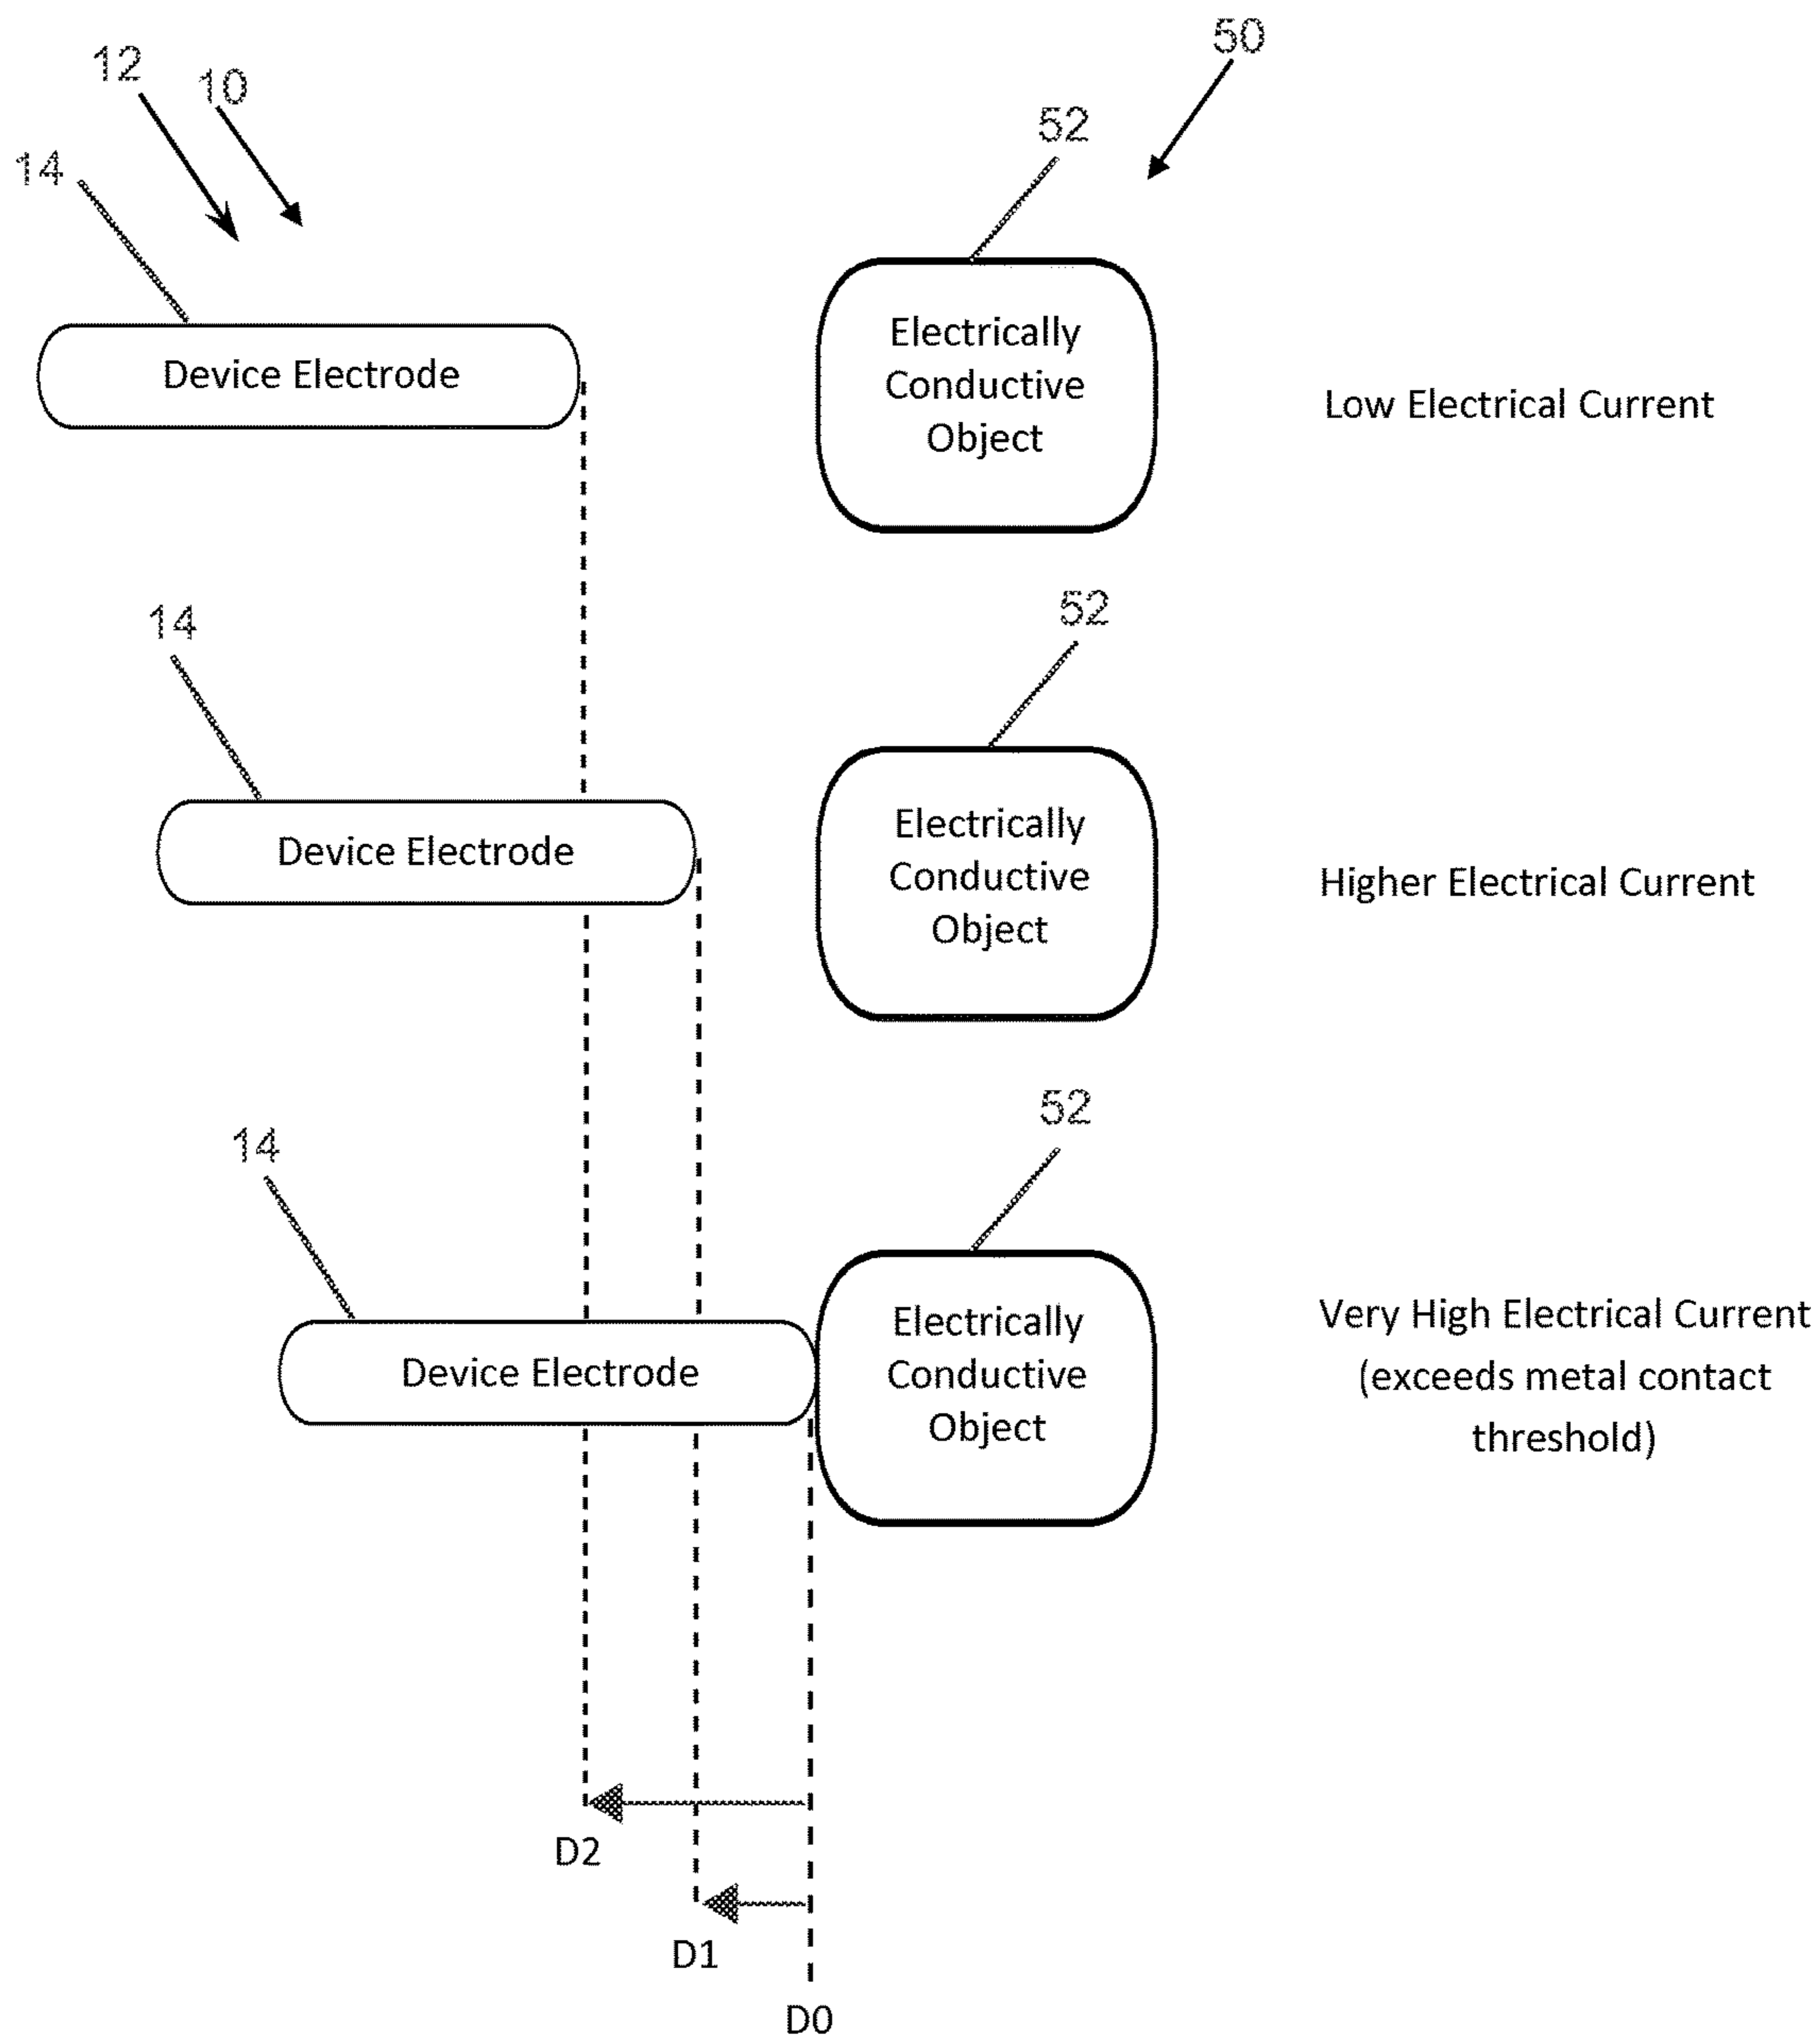 50
12
10
52
14
Electrically
Conductive
Object
Device Electrode
Low Electrical Current
52
14
Electrically
Conductive
Object
Device Electrode
Higher Electrical Current
52
14
Electrically
Conductive
Object
Device Electrode
Very High Electrical Current
(exceeds metal contact
threshold)
D2
D1
D0